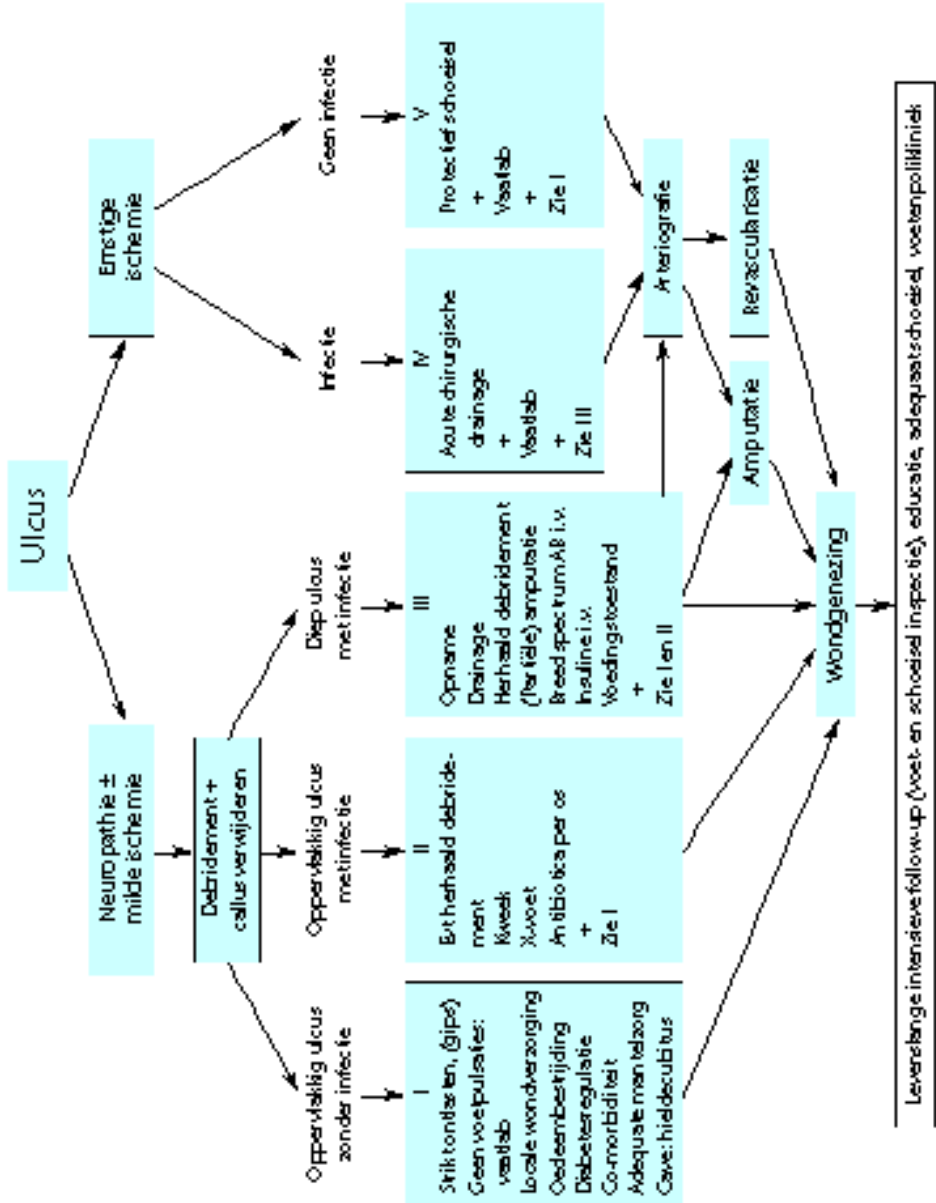 Ulcus
Neuropathie ±
milde ischemie
Ernstige
ischemie
Debridement +
callus verwijderen
Oppervlakkig ulcus
zonder infectie
Oppervlakkig ulcus
met infectie
Diep ulcus
met infectie
Infectie
Geen infectie
I
Strikt ontlasten, (gips)
Geen voetpulsaties:
vaatlab
Locale wondverzorging
Oedeembestrijding
Diabetesregulatie
Co-morbiditeit
Adequate mantelzorg
Cave: hieldecubitus
II
Evt herhaald debride-
ment
Kweek
X-voet
Antibiotica per os
+
Zie I
III
Opname
Drainage
Herhaald debridement
(Partiële) amputatie
Breedspectrum AB i.v.
Insuline i.v.
Voedingstoestand
+
Zie I en II
IV
Acute chirurgische
drainage
+
Vaatlab
+
Zie III
V
Protectief schoeisel
+
Vaatlab
+
Zie I
Arteriografie
Amputatie
Revascularisatie
Wondgenezing
Levenslange intensieve follow-up (voet- en schoeisel inspectie), educatie, adequaat schoeisel, voetenpolikliniek